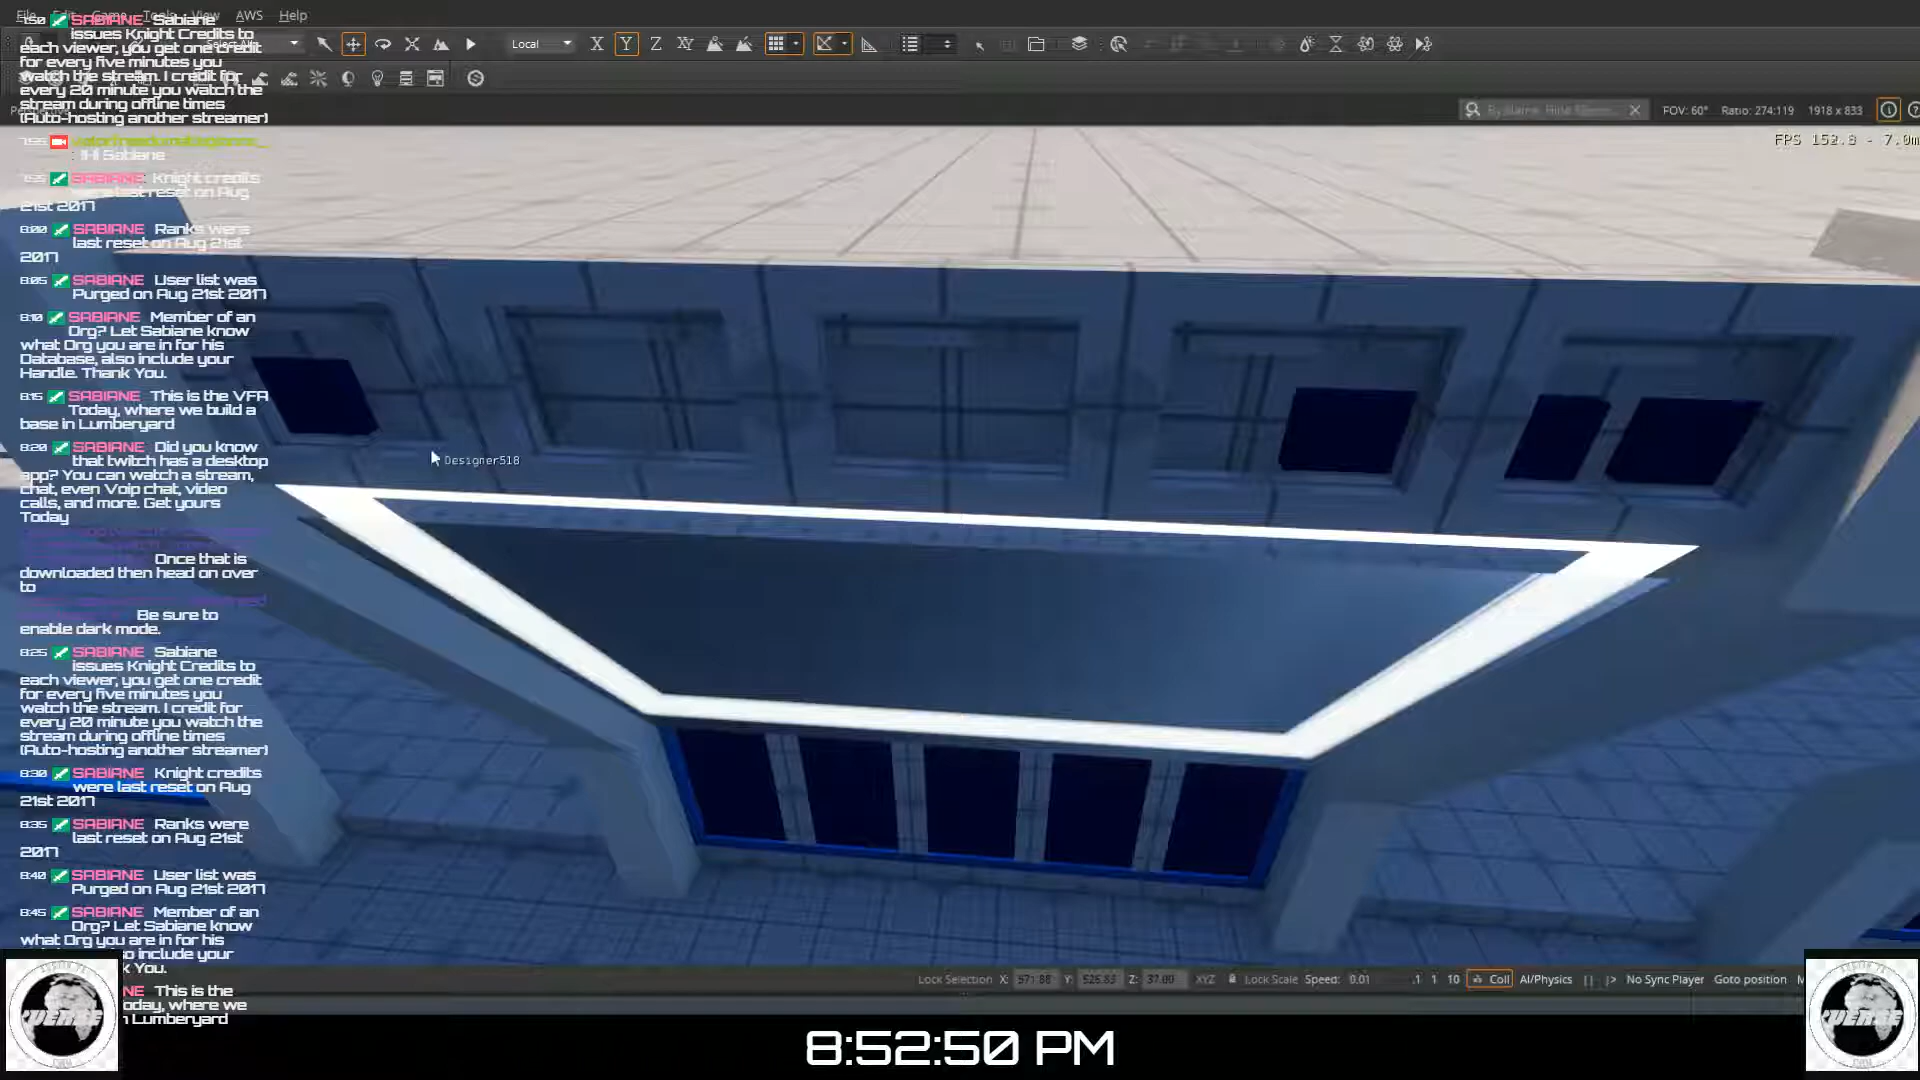 File Edit Game Tools View AWS Help
SABIANE Sabiane
issues Knight Credits to
each viewer, you get one credit
for every five minutes you
watch the stream. I credit for
every 20 minute you watch the
stream during offline times
(Auto-hosting another streamer)
: !Hi Sabiane
SABIANE: Knight credits
were last reset on Aug
21st 2017
8:00 SABIANE Ranks were
last reset on Aug 21st
2017
8:05 SABIANE User list was
Purged on Aug 21st 2017
8:10 SABIANE Member of an
Org? Let Sabiane know
what Org you are in for his
Database, also include your
Handle. Thank You.
8:15 SABIANE This is the VFA
Today, where we build a
base in Lumberyard
8:20 SABIANE Did you know
that twitch has a desktop
app? You can watch a stream,
chat, even Voip chat, video
calls, and more. Get yours
Today
Once that is
downloaded then head on over
to
Be sure to
enable dark mode.
8:25 SABIANE Sabiane
issues Knight Credits to
each viewer, you get one credit
for every five minutes you
watch the stream. I credit for
every 20 minute you watch the
stream during offline times
(Auto-hosting another streamer)
8:30 SABIANE Knight credits
were last reset on Aug
21st 2017
8:35 SABIANE Ranks were
last reset on Aug 21st
2017
8:40 SABIANE User list was
Purged on Aug 21st 2017
8:45 SABIANE Member of an
Org? Let Sabiane know
what Org you are in for his
so include your
k You.
NE This is the
oday, where we
n Lumberyard
Local X Y Z XY
FOV: 60° Ratio: 274:119 1918 x 833
FPS 152.8 - 7.0m
Designer518
Lock Selection X: 571.88 Y: 526.83 Z: 37.09 XYZ Lock Scale Speed: 0.01 .1 1 10 Coll AI/Physics No Sync Player Goto position M
'VERSE
'VERSE
8:52:50 PM